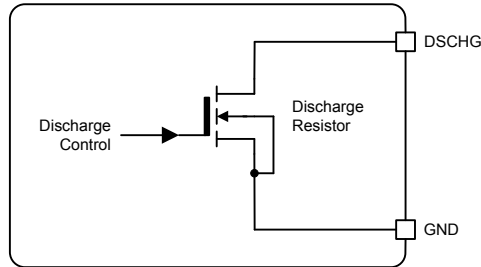 DSCHG
Discharge
Resistor
Discharge
Control
GND